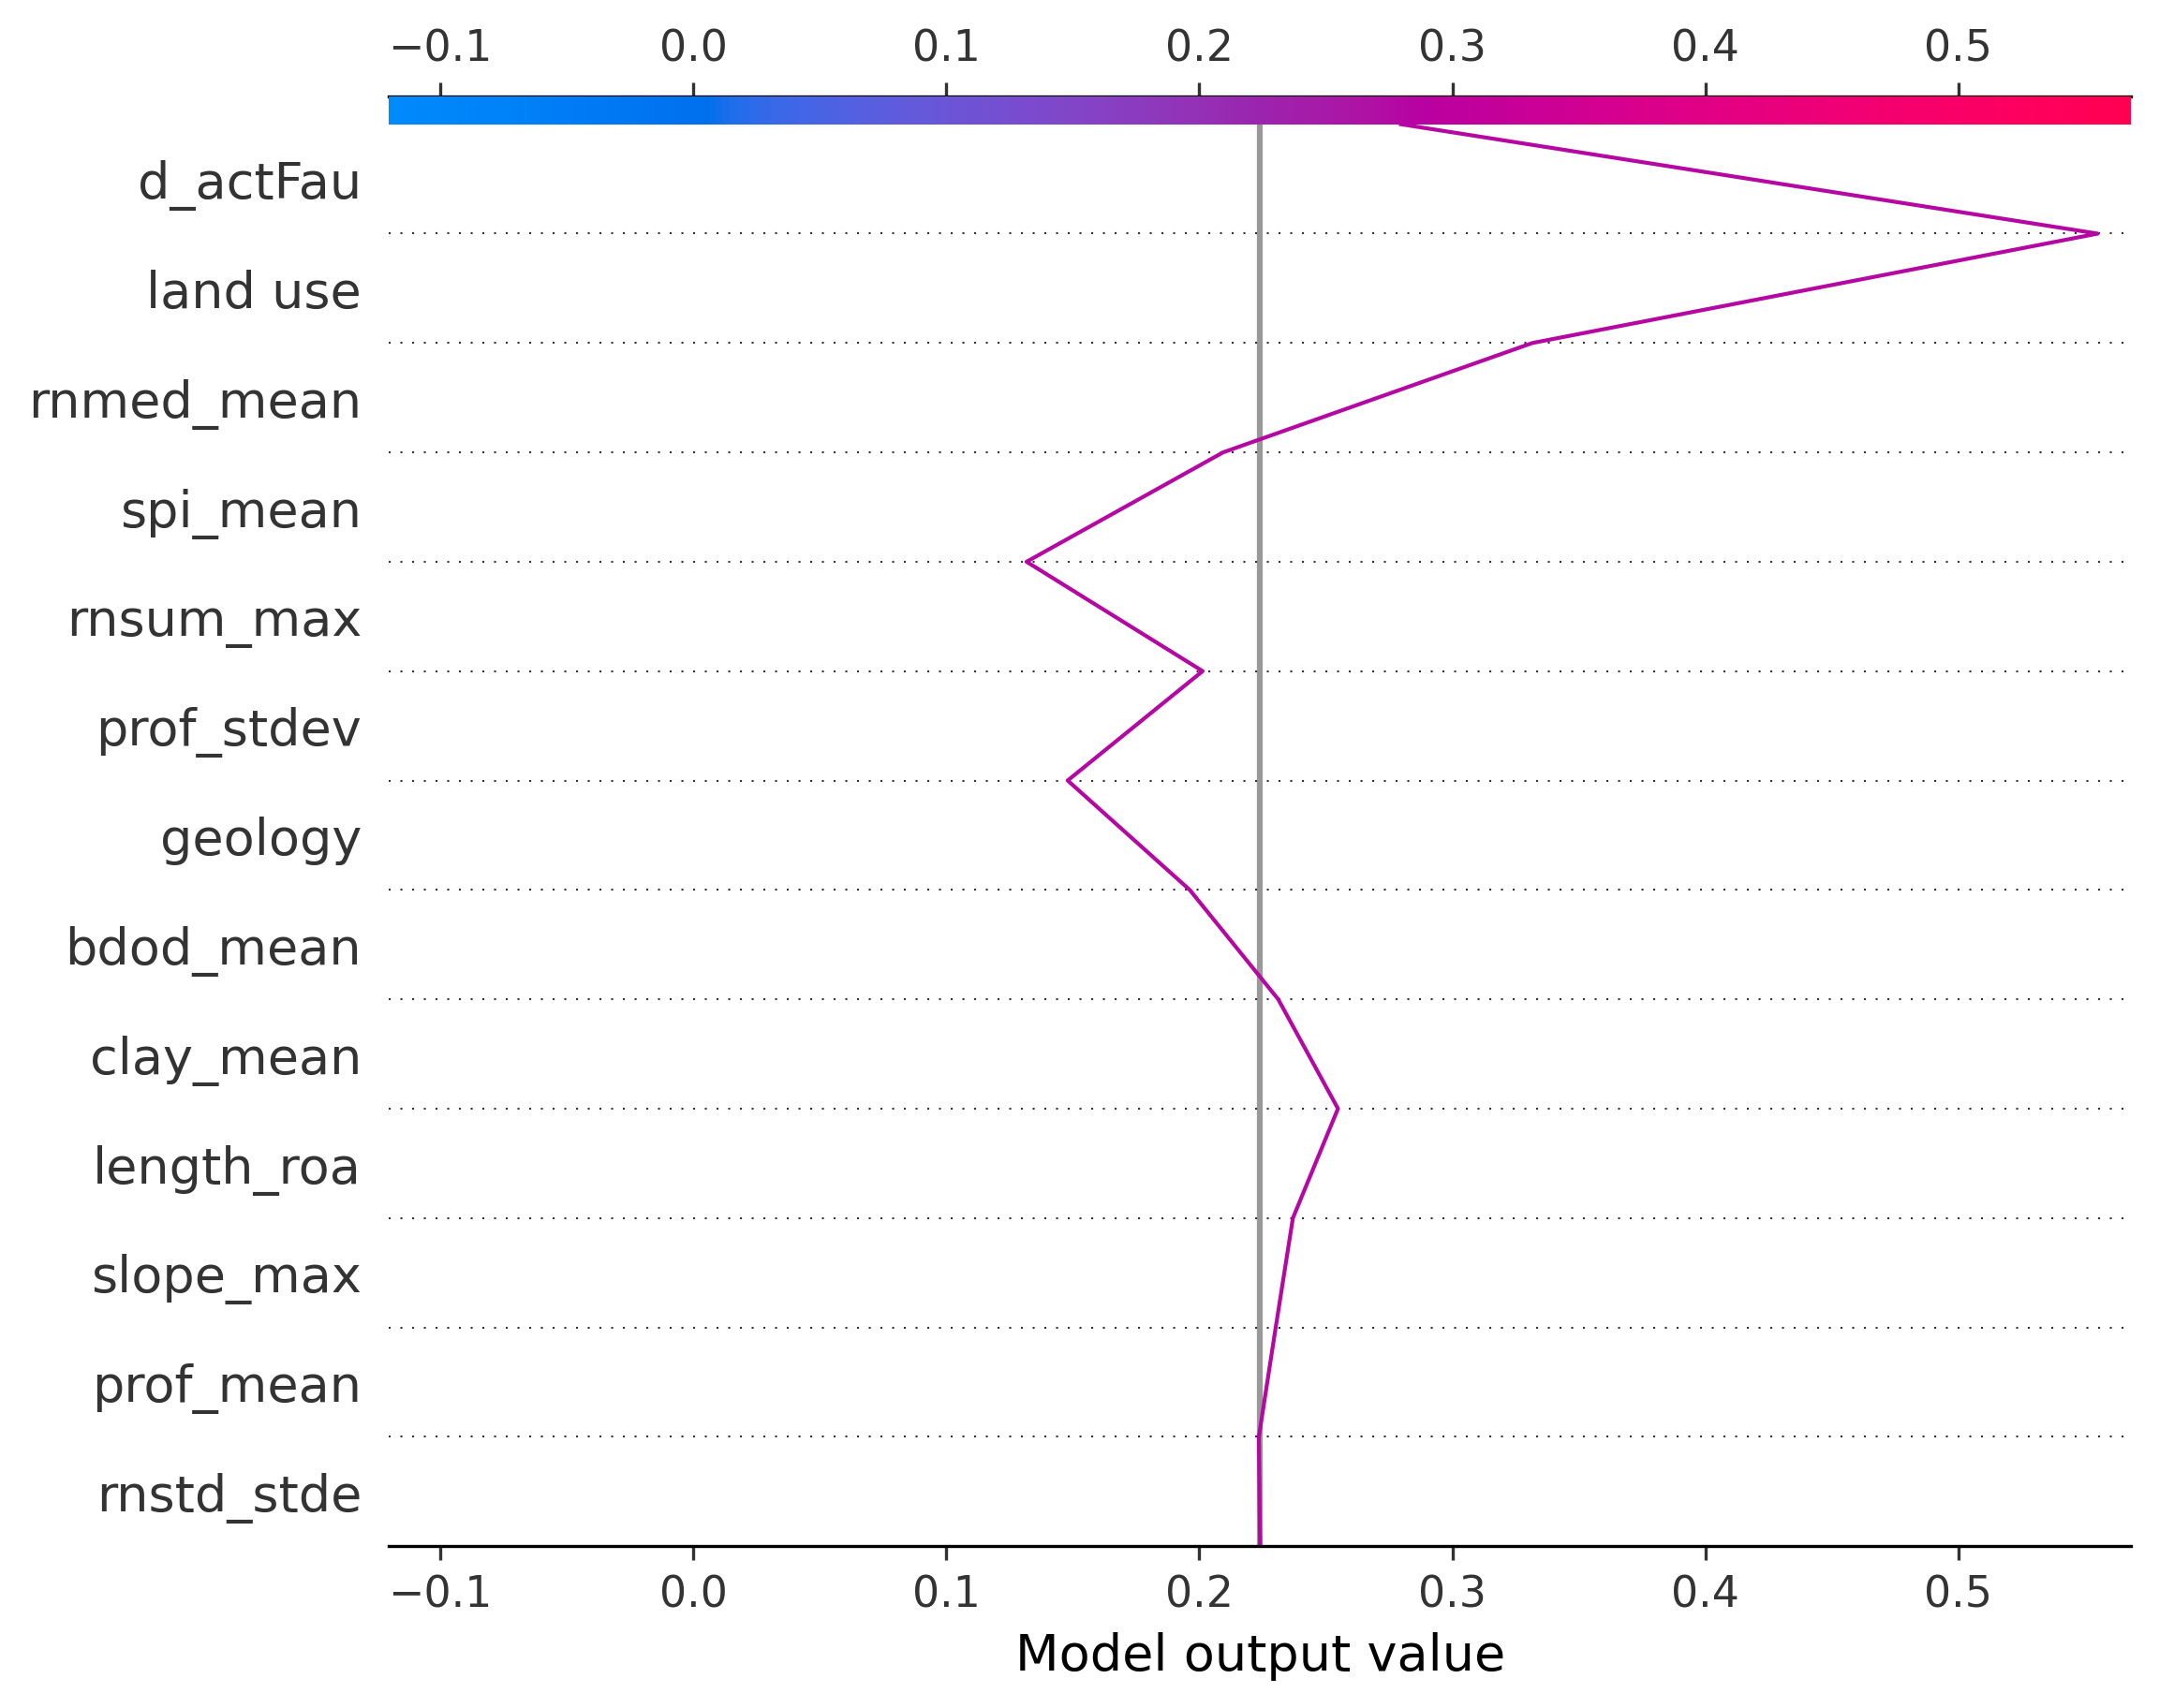 −0.1 0.0 0.1 0.2 0.3 0.4 0.5
d_actFau
land use
rnmed_mean
spi_mean
rnsum_max
prof_stdev
geology
bdod_mean
clay_mean
length_roa
slope_max
prof_mean
rnstd_stde
−0.1 0.0 0.1 0.2 0.3 0.4 0.5
Model output value